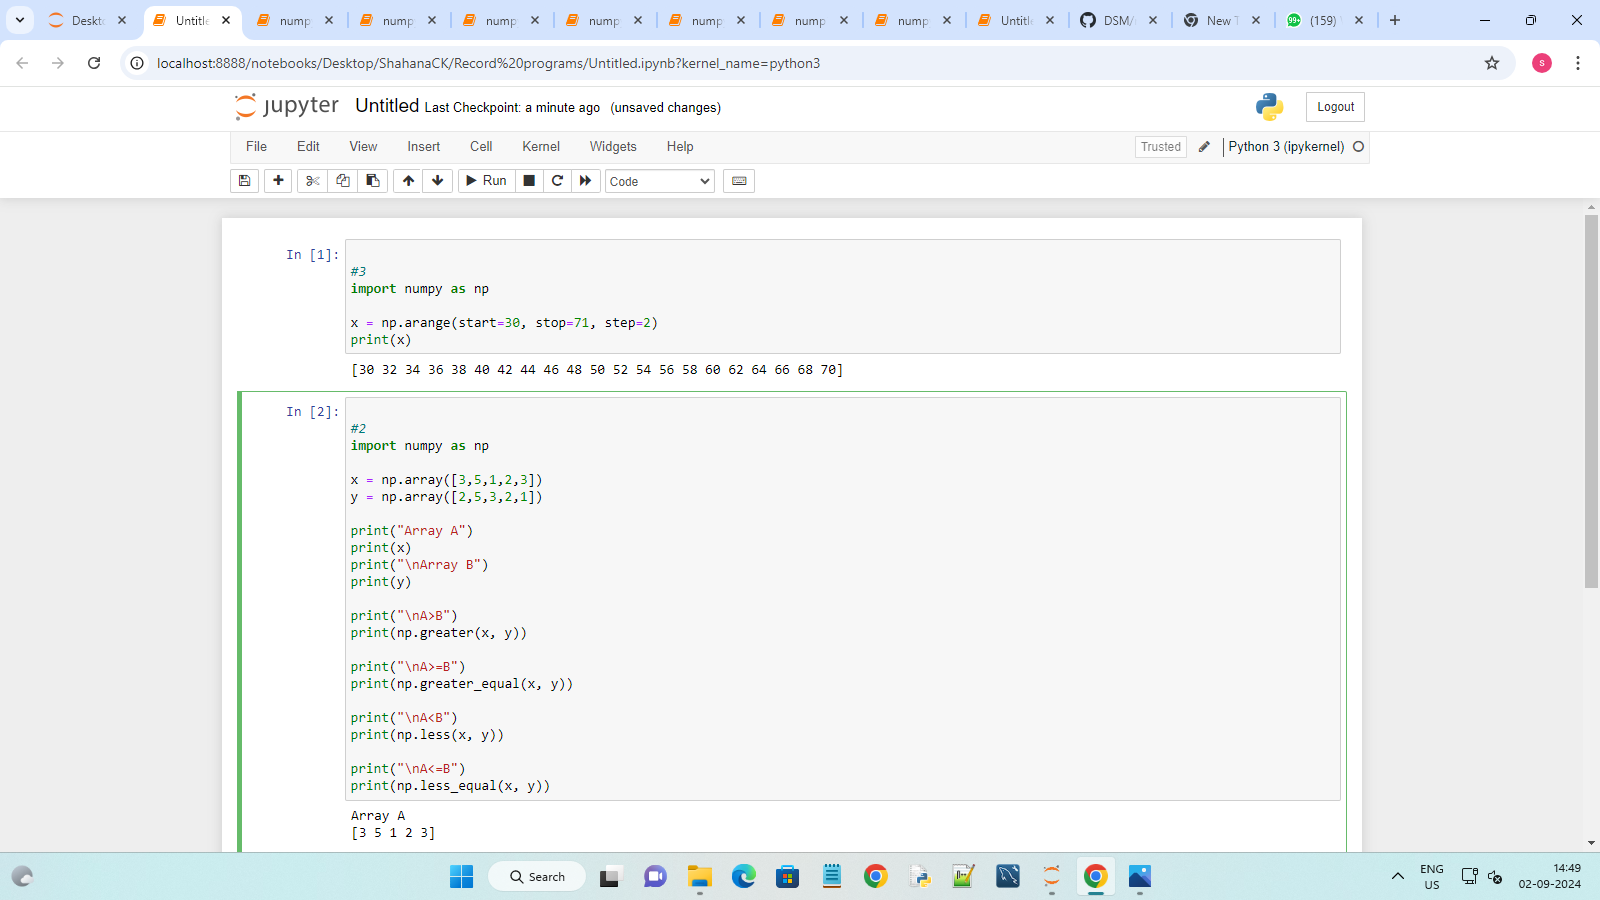 Deskt
Untitle
nump
nump
nump
nump
nump
nump
nump
Untitle
DSM/
New T
99+ (159)
localhost:8888/notebooks/Desktop/ShahanaCK/Record%20programs/Untitled.ipynb?kernel_name=python3
s
jupyter Untitled Last Checkpoint: a minute ago (unsaved changes)
Logout
File Edit View Insert Cell Kernel Widgets Help
Trusted
Python 3 (ipykernel)
Run
Code
In [1]:
#3
import numpy as np
x = np.arange(start=30, stop=71, step=2)
print(x)
[30 32 34 36 38 40 42 44 46 48 50 52 54 56 58 60 62 64 66 68 70]
In [2]:
#2
import numpy as np
x = np.array([3,5,1,2,3])
y = np.array([2,5,3,2,1])
print("Array A")
print(x)
print("\nArray B")
print(y)
print("\nA>B")
print(np.greater(x, y))
print("\nA>=B")
print(np.greater_equal(x, y))
print("\nA<B")
print(np.less(x, y))
print("\nA<=B")
print(np.less_equal(x, y))
Array A
[3 5 1 2 3]
Search
ENG
US
14:49
02-09-2024